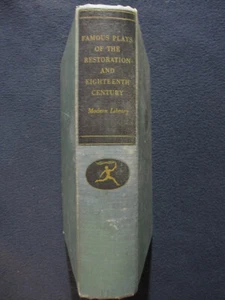 FAMOUS PLAYS
OF THE
RESTORATION
AND
EIGHTEENTH
CENTURY
Modern Library